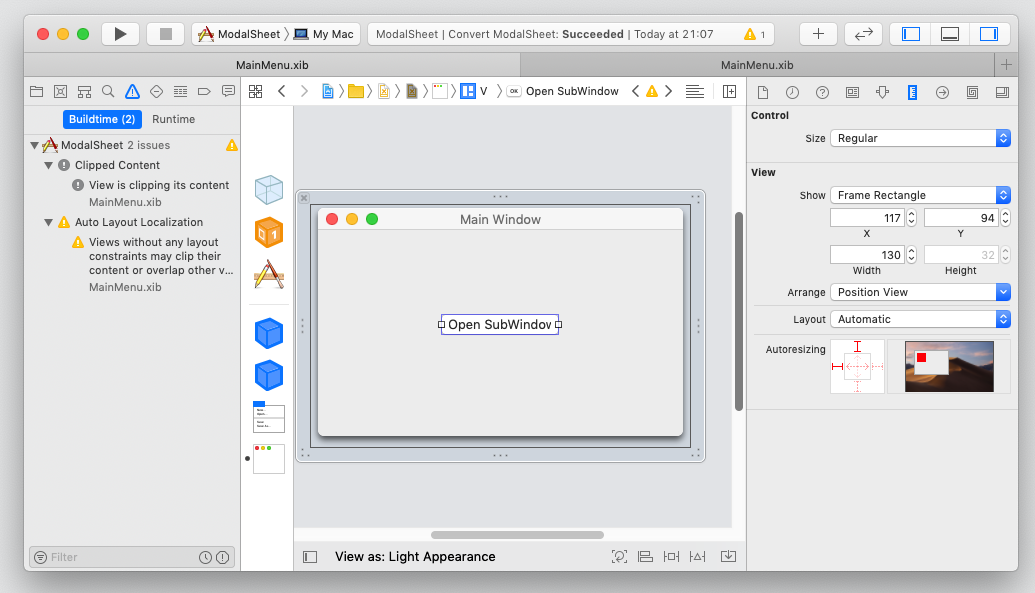 ModalSheet
My Mac
ModalSheet | Convert ModalSheet: Succeeded | Today at 21:07
1
MainMenu.xib
MainMenu.xib
V
OK
Open SubWindow
Buildtime (2)
Runtime
ModalSheet 2 issues
Clipped Content
View is clipping its content
MainMenu.xib
Auto Layout Localization
Views without any layout
constraints may clip their
content or overlap other v...
MainMenu.xib
Filter
1
Main Window
Open SubWindow
View as: Light Appearance
Control
Size
Regular
View
Show
Frame Rectangle
117
94
X
Y
130
32
Width
Height
Arrange
Position View
Layout
Automatic
Autoresizing